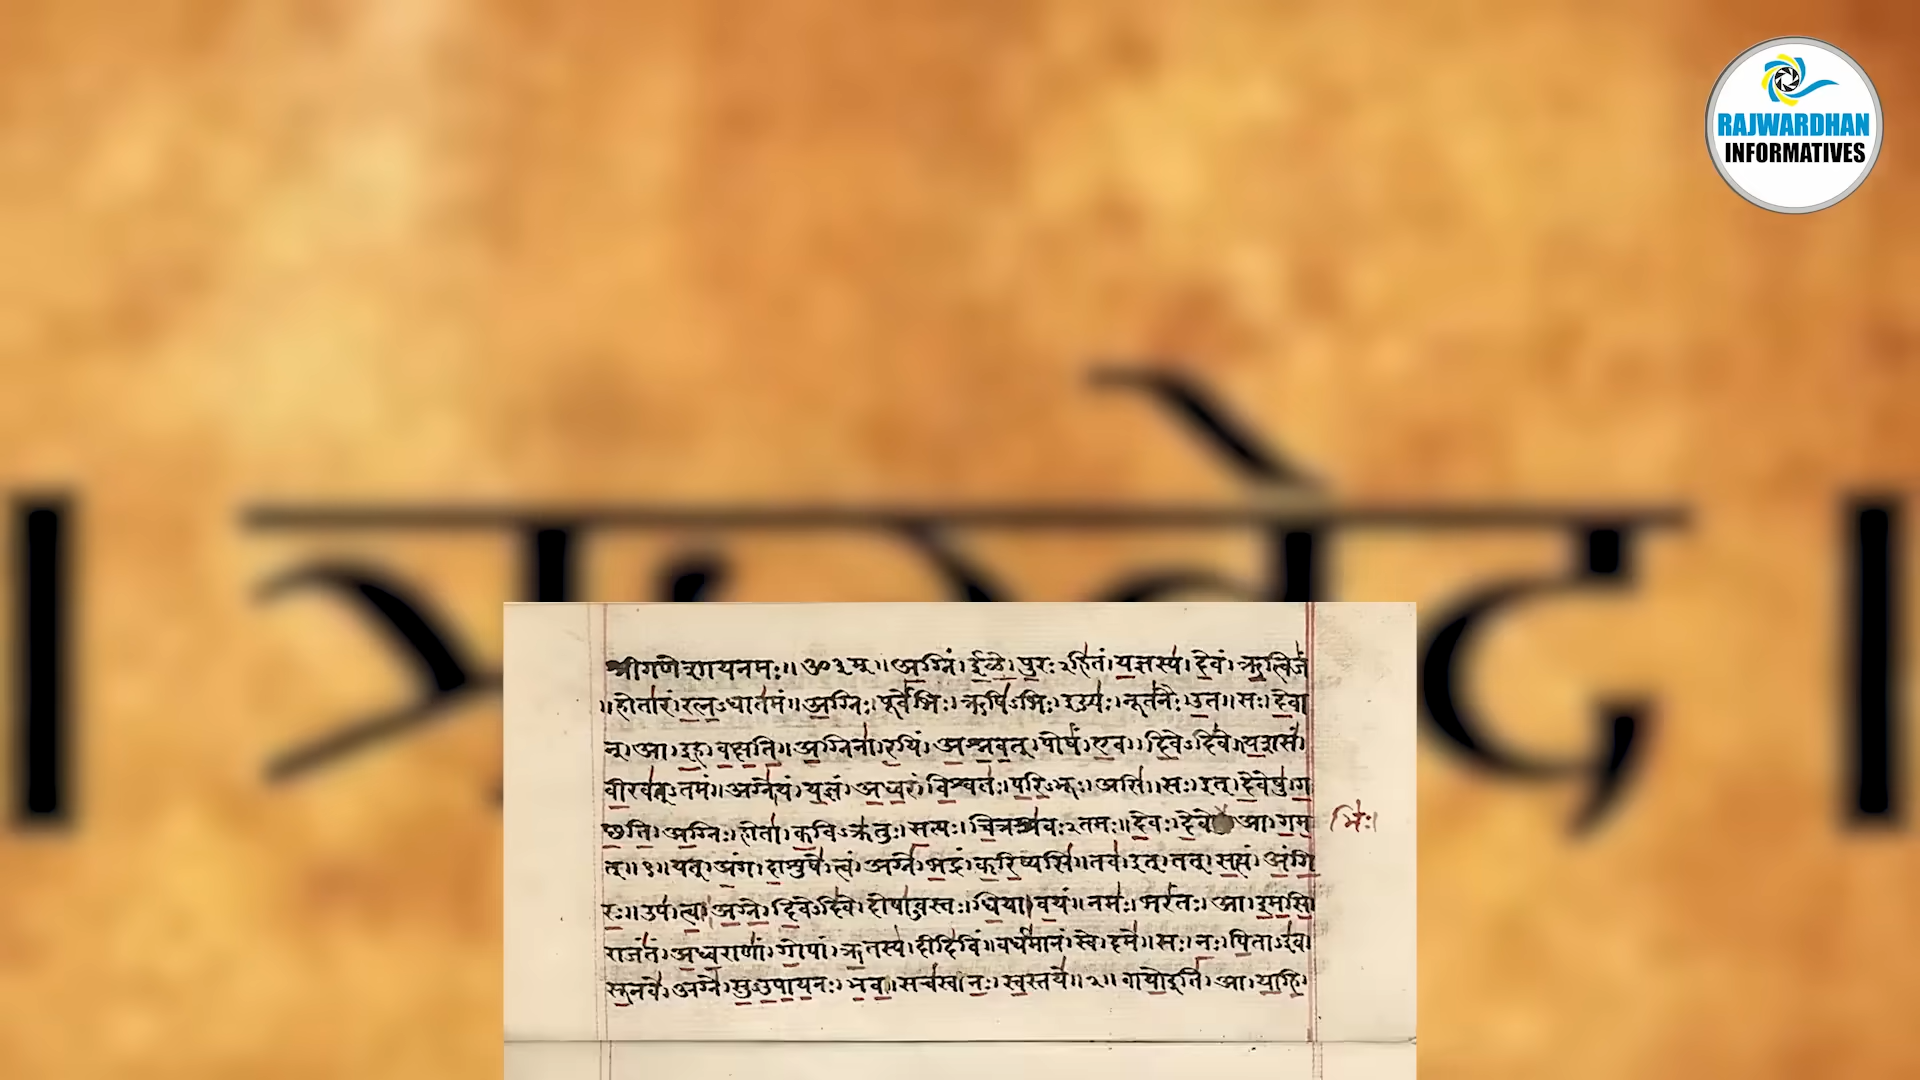 RAJWARDHAN
INFORMATIVES
। ऋग्वेद ।
श्रीगणेशायनमः॥ॐ३म्॥अग्निं।ईळे।पुरःऽहितं।यज्ञस्य।देवं।ऋत्विजं
।होतारं।रत्नऽधातमं॥अग्निः।पूर्वेभिः।ऋषिऽभिः।ईड्यः।नूतनैः।उत॥सः।देवा
न्।आ।इह।वक्षति॥अग्निना।रयिं।अश्नवत्।पोषं।एव।दिवेऽदिवे॥यशसं
वीरवत्ऽतमं॥अग्ने।यं।यज्ञं।अध्वरं।विश्वतः।परिऽभूः।असि॥सः।इत्।देवेषु।ग
छति।अग्निः।होता।कविऽक्रतुः।सत्यः।चित्रश्रवःऽतमः॥देवः।देवे आ।गम
भिः।
त्॥१॥यत्।अंग।दाशुषे।त्वं।अग्ने।भद्रं।करिष्यसि॥तव।इत्।तत्।सत्यं।अंगि
रः॥उप।त्वा।अग्ने।दिवेऽदिवे।दोषाऽवस्तः।धिया।वयं॥नमः।भरंतः।आ।इमसि
राजंतं।अध्वराणां।गोपां।ऋतस्य।दीदिविं॥वर्धमानं।स्वे।दमे॥सः।नः।पिताऽइव।
सूनवे।अग्ने।सुऽउपायनः।भव॥सचस्व।नः।स्वस्तये॥२॥वायो इति।आ।याहि।